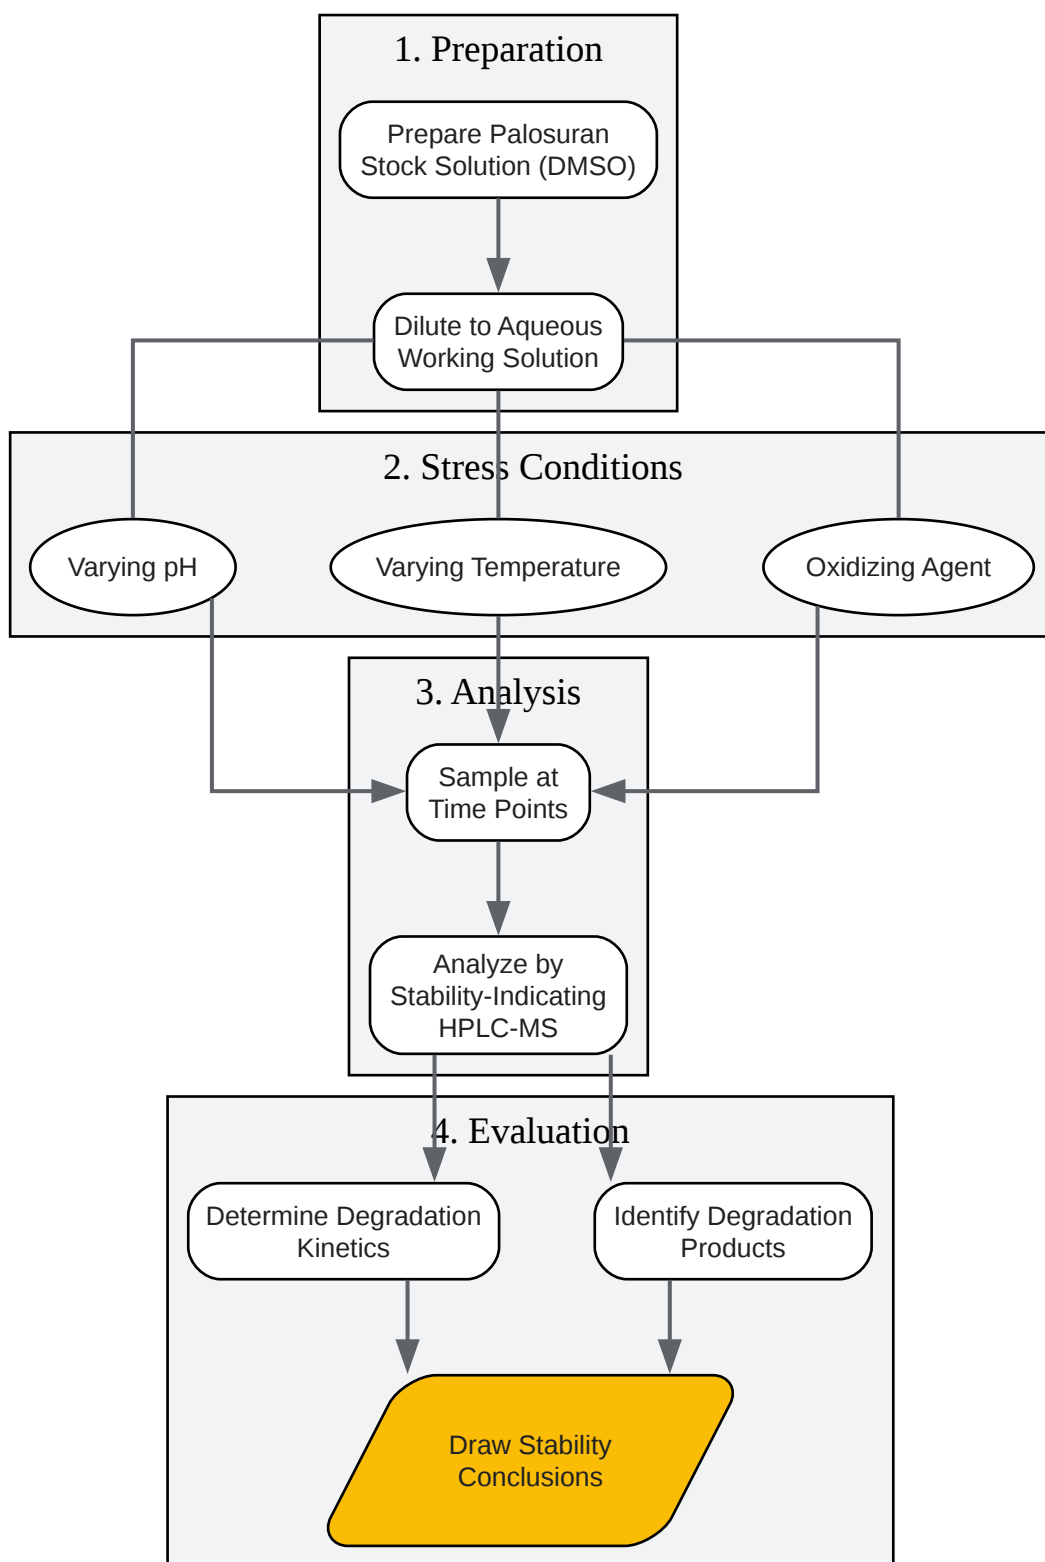 1. Preparation
Prepare Palosuran
Stock Solution (DMSO)
Dilute to Aqueous
Working Solution
2. Stress Conditions
Varying pH
Varying Temperature
Oxidizing Agent
3. Analysis
Sample at
Time Points
Analyze by
Stability-Indicating
HPLC-MS
4. Evaluation
Determine Degradation
Kinetics
Identify Degradation
Products
Draw Stability
Conclusions